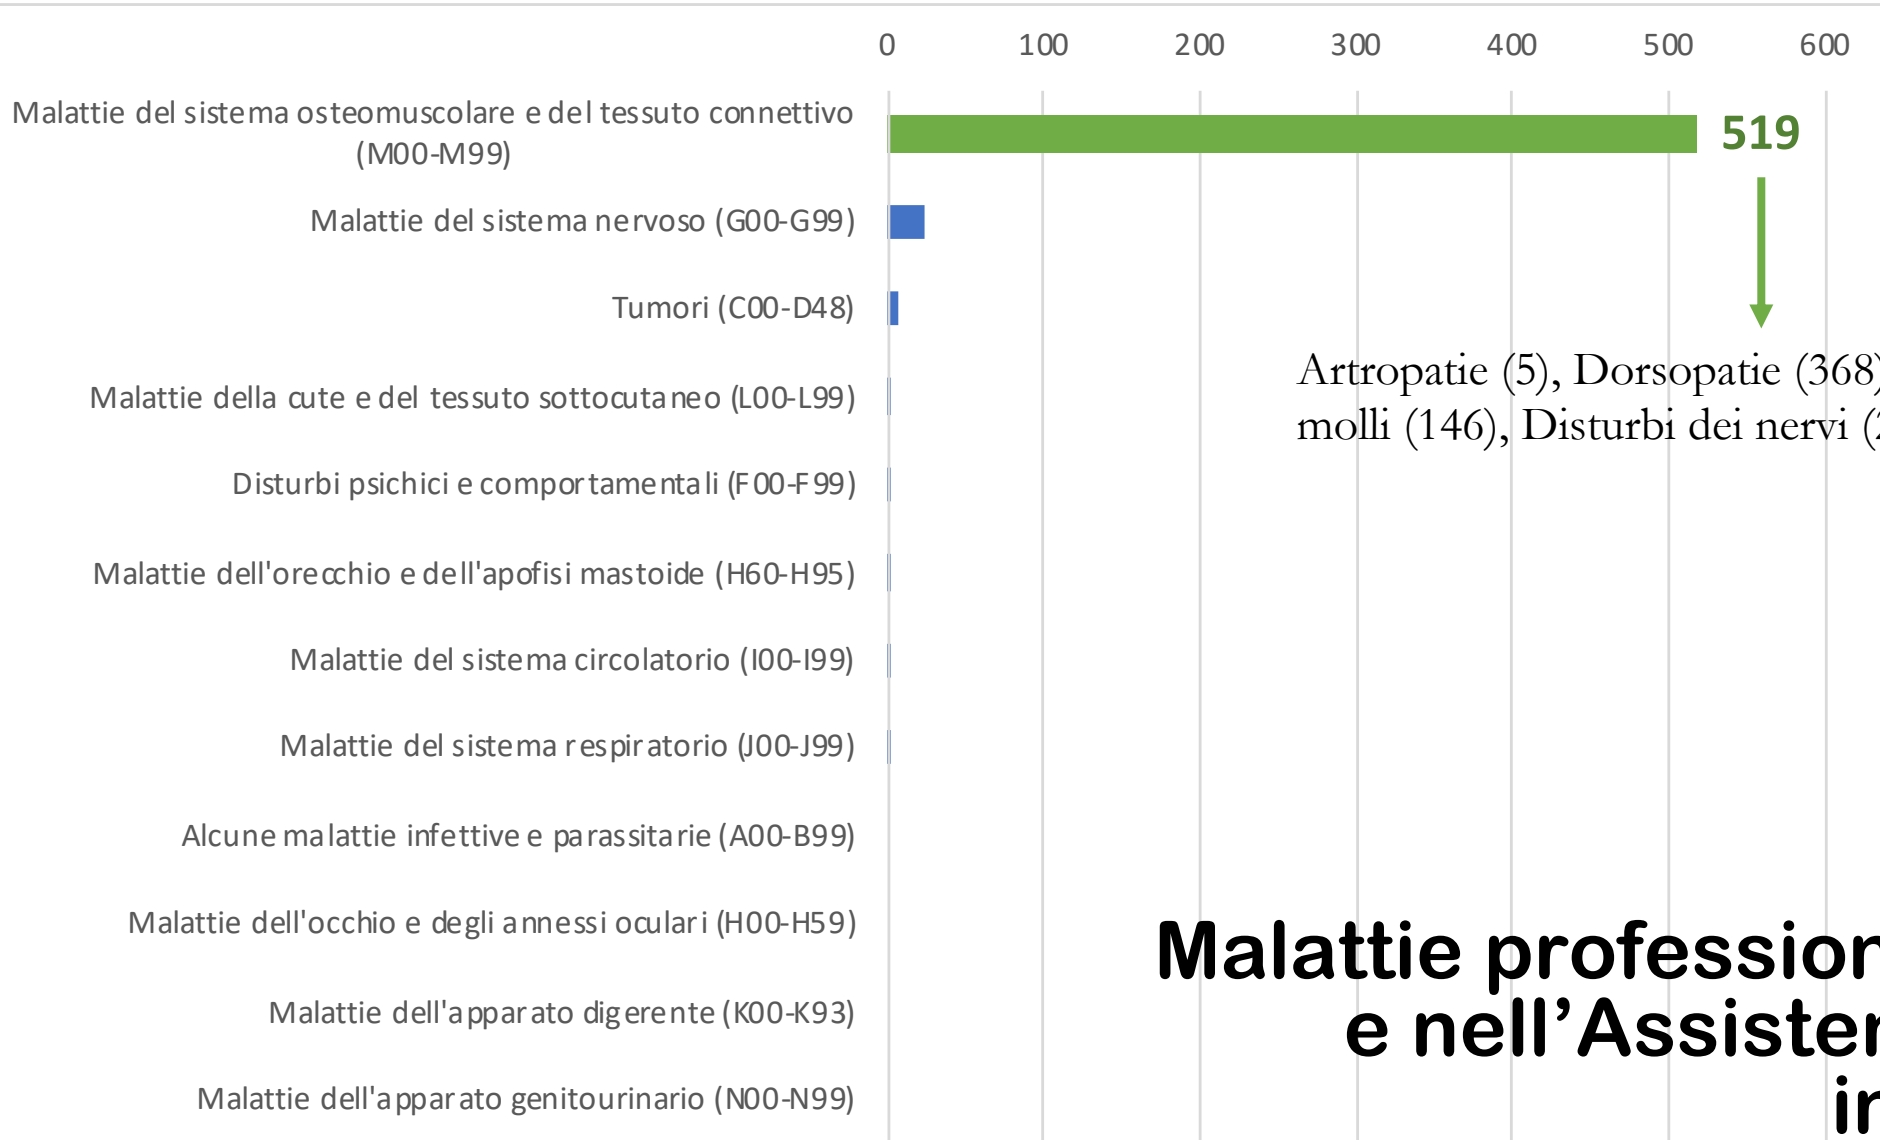 0 100 200 300 400 500 600
Malattie del sistema osteomuscolare e del tessuto connettivo
(M00-M99)
519
Malattie del sistema nervoso (G00-G99)
Tumori (C00-D48)
Artropatie (5), Dorsopatie (368)
molli (146), Disturbi dei nervi
Malattie della cute e del tessuto sottocutaneo (L00-L99)
Disturbi psichici e comportamentali (F00-F99)
Malattie dell'orecchio e dell'apofisi mastoide (H60-H95)
Malattie del sistema circolatorio (I00-I99)
Malattie del sistema respiratorio (J00-J99)
Alcune malattie infettive e parassitarie (A00-B99)
Malattie dell'occhio e degli annessi oculari (H00-H59)
Malattie dell'apparato digerente (K00-K93)
Malattie dell'apparato genitourinario (N00-N99)
Malattie
e